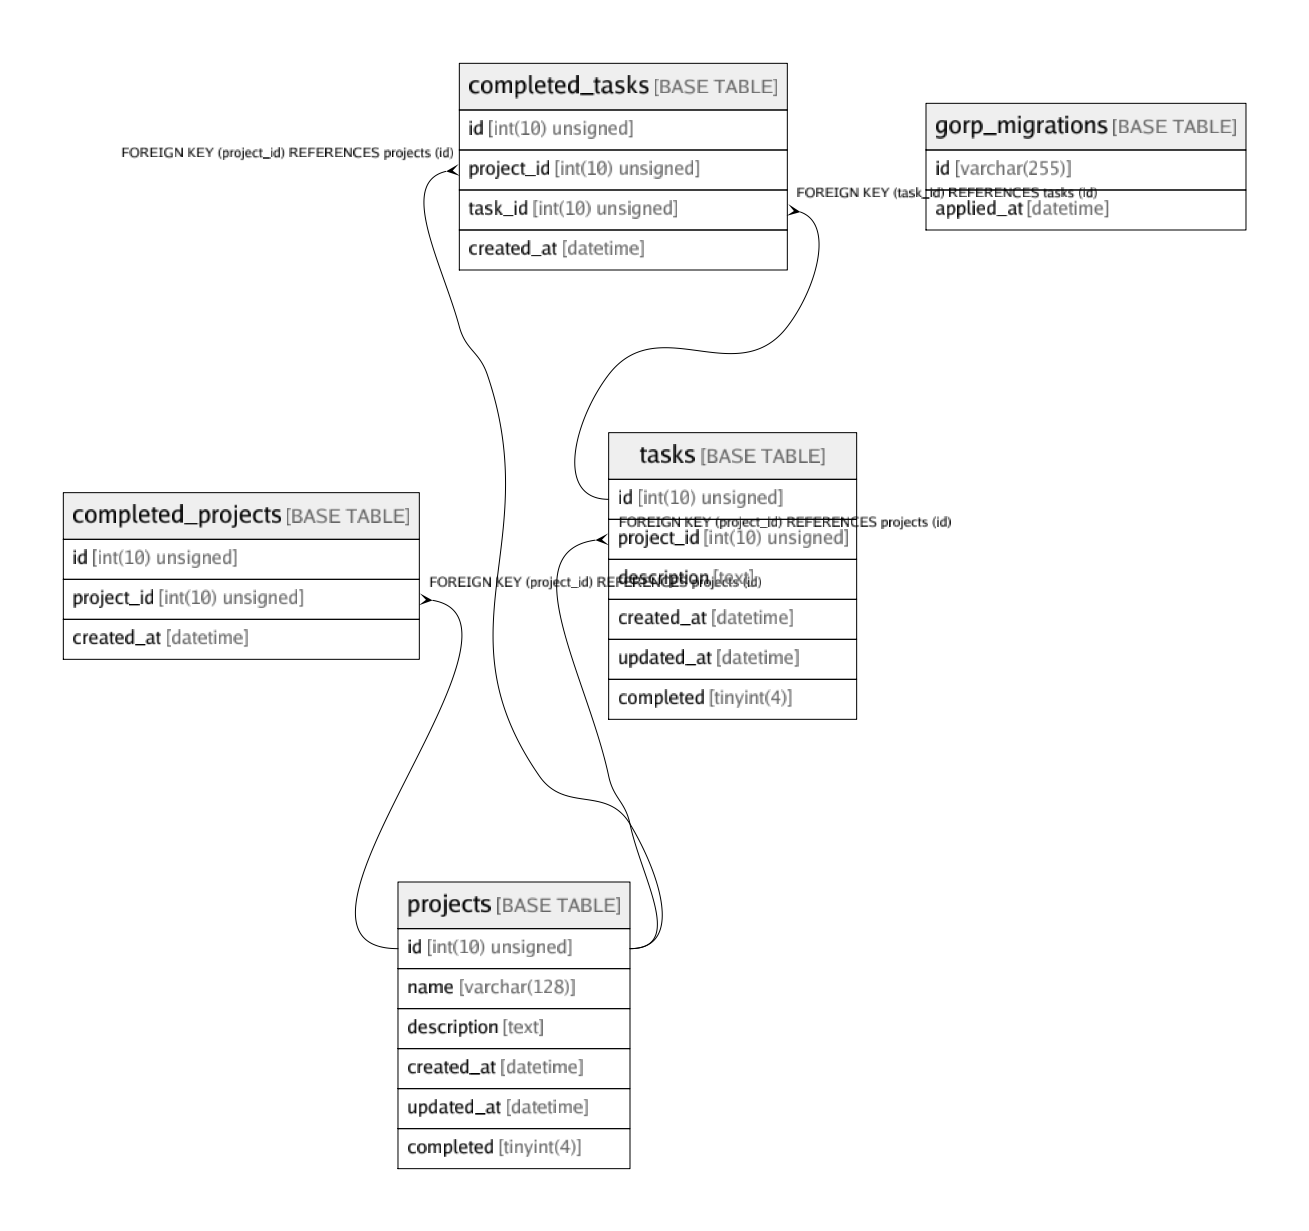 completed_tasks [BASE TABLE]
id [int(10) unsigned]
project_id [int(10) unsigned]
task_id [int(10) unsigned]
created_at [datetime]
FOREIGN KEY (project_id) REFERENCES projects (id)
FOREIGN KEY (task_id) REFERENCES tasks (id)
gorp_migrations [BASE TABLE]
id [varchar(255)]
applied_at [datetime]
tasks [BASE TABLE]
id [int(10) unsigned]
FOREIGN KEY (project_id) REFERENCES projects (id)
project_id [int(10) unsigned]
description [text]
created_at [datetime]
updated_at [datetime]
completed [tinyint(4)]
completed_projects [BASE TABLE]
id [int(10) unsigned]
project_id [int(10) unsigned]
created_at [datetime]
FOREIGN KEY (project_id) REFERENCES projects (id)
projects [BASE TABLE]
id [int(10) unsigned]
name [varchar(128)]
description [text]
created_at [datetime]
updated_at [datetime]
completed [tinyint(4)]